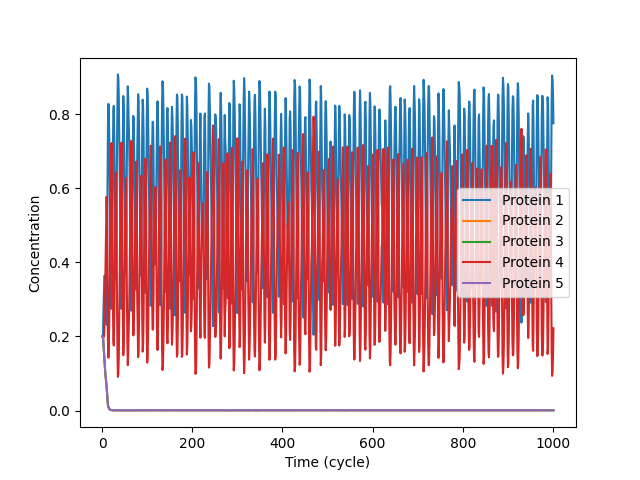 Concentration
0.8
0.6
0.4
0.2
0.0
Protein 1
Protein 2
Protein 3
Protein 4
Protein 5
0 200 400 600 800 1000
Time (cycle)